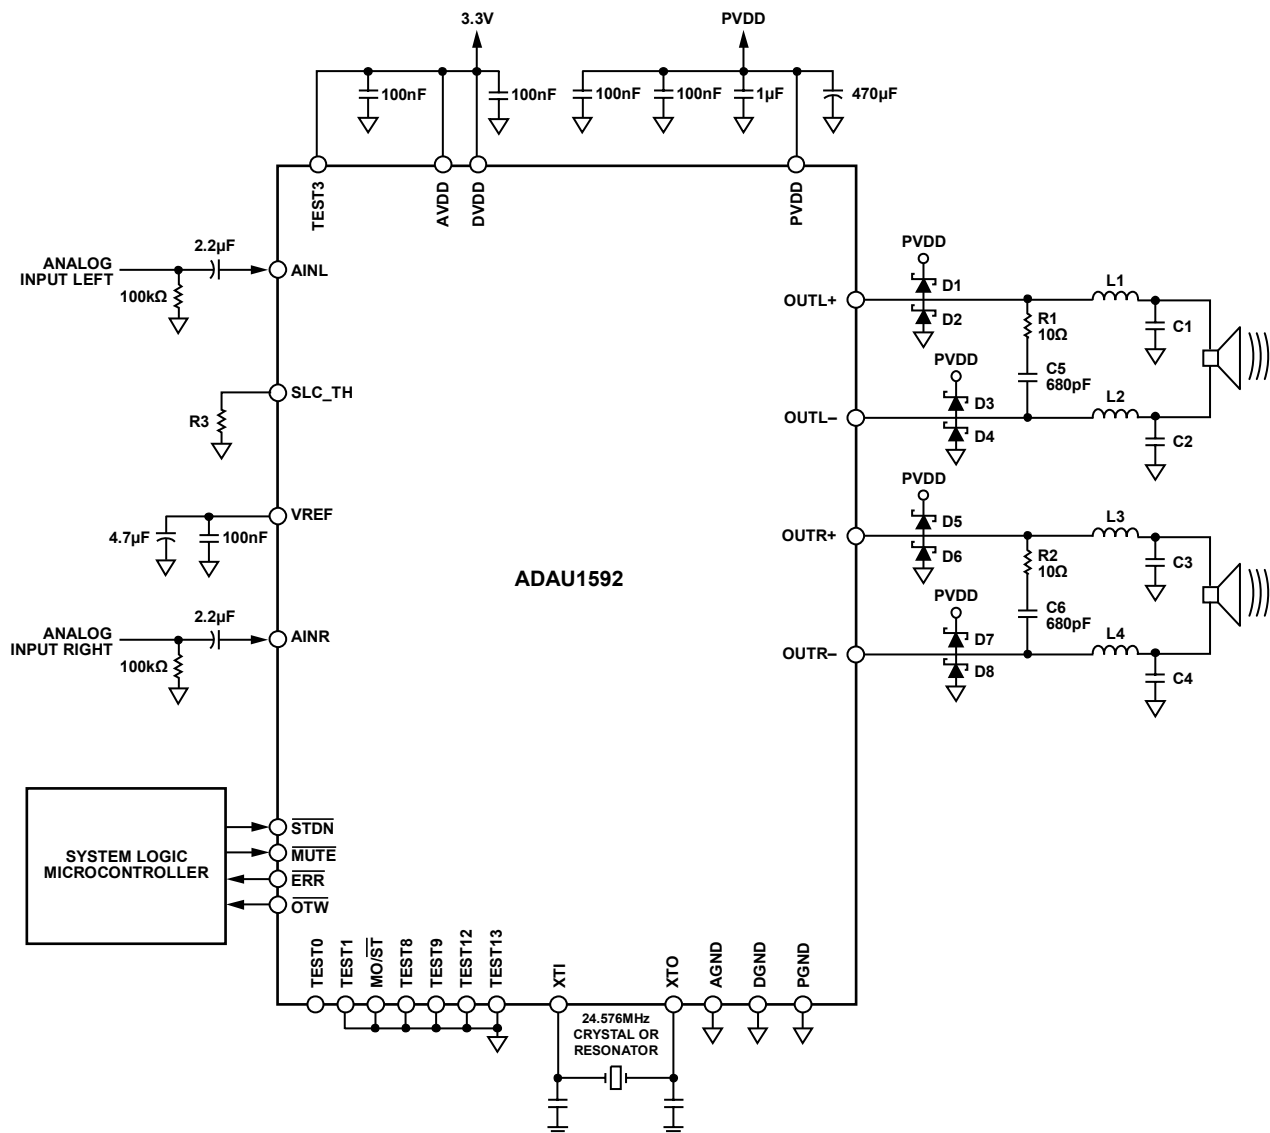 3.3V
PVDD
100nF
100nF
100nF
100nF
1µF
470µF
TEST3
AVDD
DVDD
PVDD
ANALOG
INPUT LEFT
2.2µF
100kΩ
AINL
SLC_TH
R3
VREF
4.7µF
100nF
ANALOG
INPUT RIGHT
2.2µF
100kΩ
AINR
ADAU1592
OUTL+
PVDD
D1
D2
R1
10Ω
C5
680pF
L1
C1
OUTL–
PVDD
D3
D4
L2
C2
OUTR+
PVDD
D5
D6
R2
10Ω
C6
680pF
L3
C3
OUTR–
PVDD
D7
D8
L4
C4
SYSTEM LOGIC
MICROCONTROLLER
STDN
MUTE
ERR
OTW
TEST0
TEST1
MO/ST
TEST8
TEST9
TEST12
TEST13
XTI
XTO
AGND
DGND
PGND
24.576MHz
CRYSTAL OR
RESONATOR